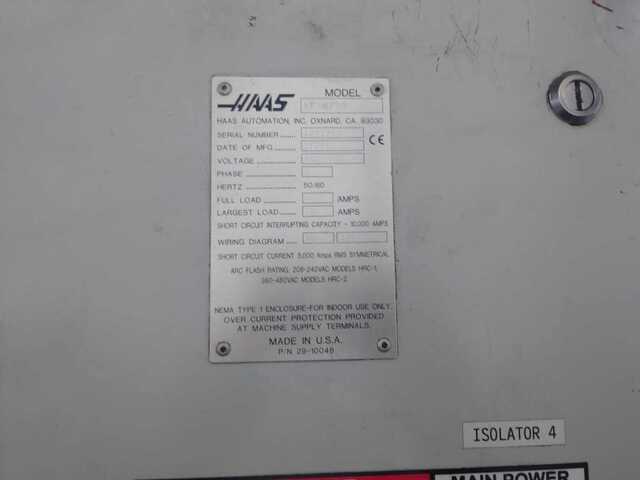 HAAS
MODEL
HAAS AUTOMATION, INC. OXNARD, CA. 93030
SERIAL NUMBER
CE
DATE OF MFG.
VOLTAGE
PHASE
HERTZ 50/60
FULL LOAD AMPS
LARGEST LOAD AMPS
SHORT CIRCUIT INTERRUPTING CAPACITY - 10,000 AMPS
WIRING DIAGRAM
SHORT CIRCUIT CURRENT 5,000 Amps RMS SYMMETRICAL
ARC FLASH RATING: 208-240VAC MODELS HRC-1,
380-480VAC MODELS HRC-2
NEMA TYPE 1 ENCLOSURE-FOR INDOOR USE ONLY.
OVER CURRENT PROTECTION PROVIDED
AT MACHINE SUPPLY TERMINALS.
MADE IN U.S.A.
P/N 29-10046
ISOLATOR 4
MAIN POWER